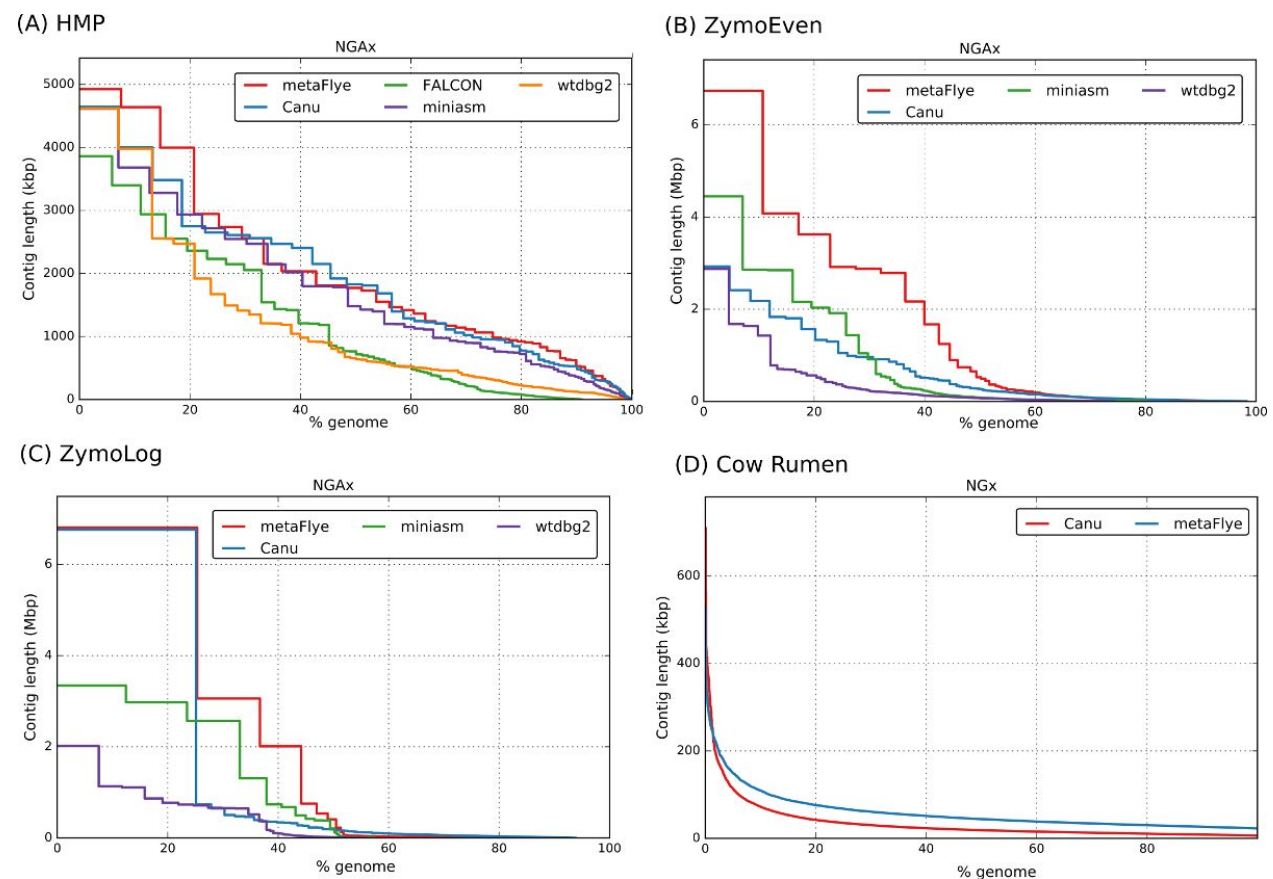 (A) HMP
NGAx
Contig length (kbp)
5000
4000
3000
2000
1000
0
metaFlye FALCON wtdbg2
Canu miniasm
0 20 40 60 80 100
% genome
(B) ZymoEven
NGAx
Contig length (Mbp)
6
4
2
0
metaFlye miniasm wtdbg2
Canu
0 20 40 60 80 100
% genome
(C) ZymoLog
NGAx
Contig length (Mbp)
6
4
2
0
metaFlye miniasm wtdbg2
Canu
0 20 40 60 80 100
% genome
(D) Cow Rumen
NGx
Contig length (kbp)
600
400
200
0
Canu metaFlye
0 20 40 60 80 100
% genome